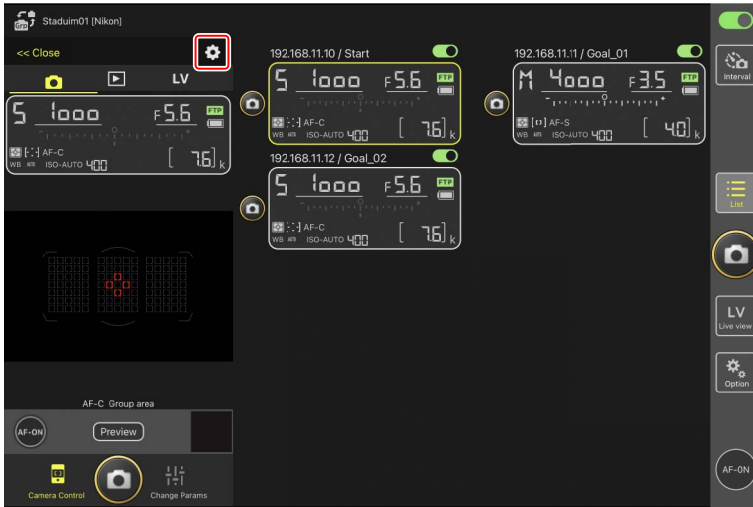 Grp
Staduim01 [Nikon]
<< Close
LV
S 1000 F5.6 FTP
AF-C
WB AUTO ISO-AUTO 400 [ 7.6] k
AF-C Group area
AF-ON
Preview
Camera Control
Change Params
192.168.11.10 / Start
S 1000 F5.6 FTP
AF-C
WB AUTO ISO-AUTO 400 [ 7.6] k
192.168.11.12 / Goal_02
S 1000 F5.6 FTP
AF-C
WB AUTO ISO-AUTO 400 [ 7.6] k
192.168.11.11 / Goal_01
M 4000 F3.5 FTP
AF-S
WB AUTO ISO-AUTO 400 [ 4.0] k
Interval
List
LV
Live view
Option
AF-ON